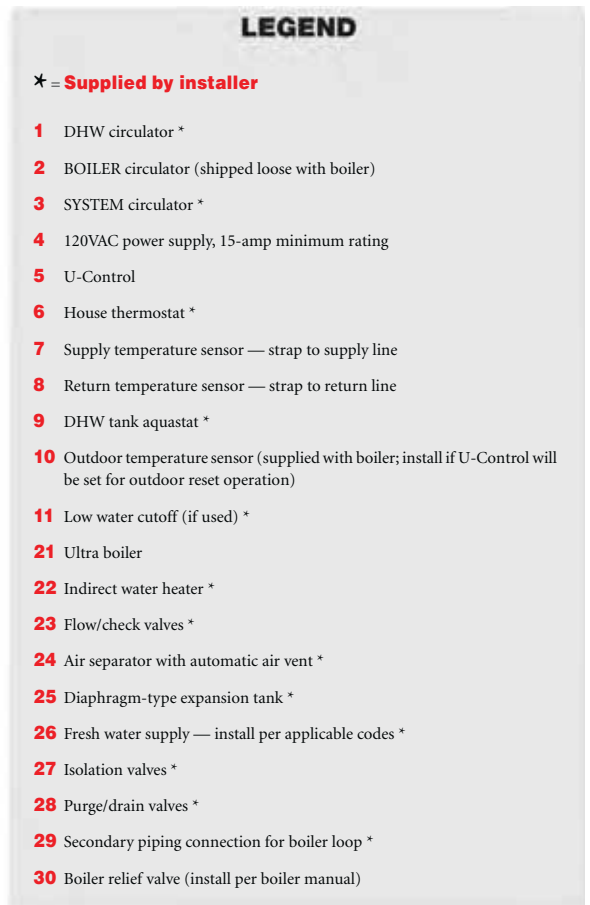 LEGEND
* = Supplied by installer
1 DHW circulator *
2 BOILER circulator (shipped loose with boiler)
3 SYSTEM circulator *
4 120VAC power supply, 15-amp minimum rating
5 U-Control
6 House thermostat *
7 Supply temperature sensor — strap to supply line
8 Return temperature sensor — strap to return line
9 DHW tank aquastat *
10 Outdoor temperature sensor (supplied with boiler; install if U-Control will
be set for outdoor reset operation)
11 Low water cutoff (if used) *
21 Ultra boiler
22 Indirect water heater *
23 Flow/check valves *
24 Air separator with automatic air vent *
25 Diaphragm-type expansion tank *
26 Fresh water supply — install per applicable codes *
27 Isolation valves *
28 Purge/drain valves *
29 Secondary piping connection for boiler loop *
30 Boiler relief valve (install per boiler manual)